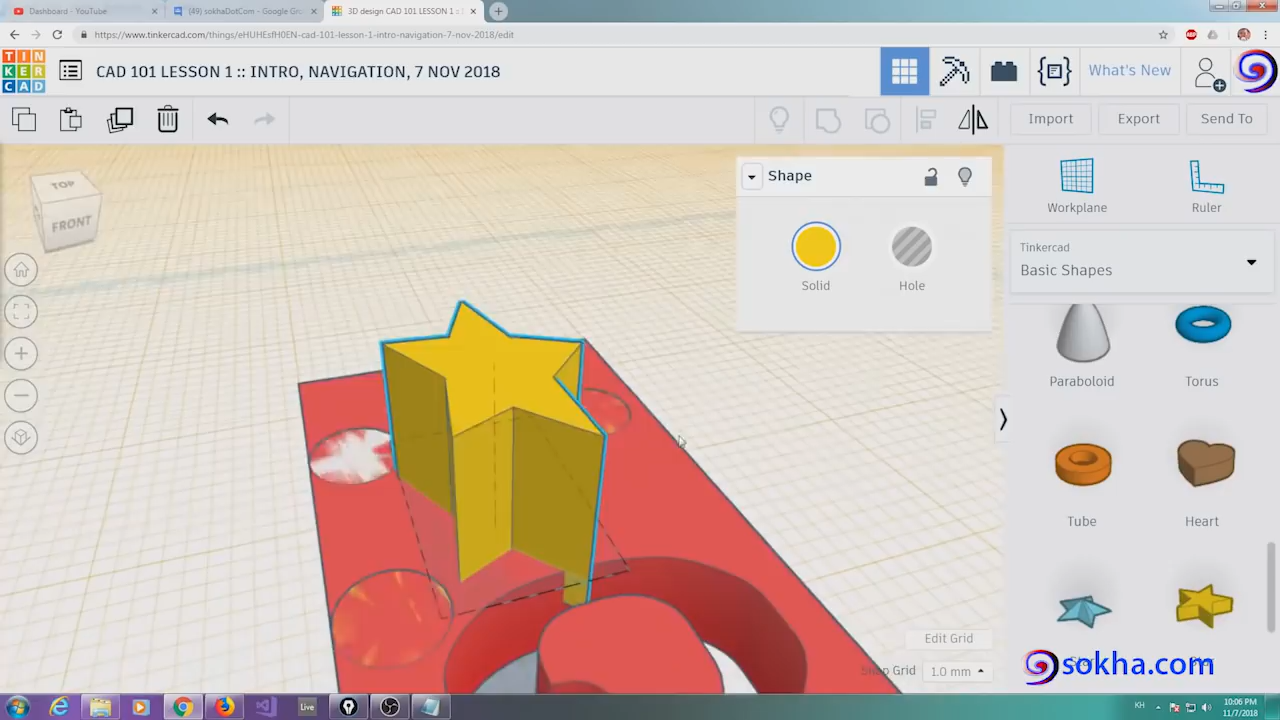 Dashboard - YouTube
(49) sokhaDotCom - Google Gr
3D design CAD 101 LESSON 1 ::
https://www.tinkercad.com/things/eHUHEsfH0EN-cad-101-lesson-1-intro-navigation-7-nov-2018/edit
TIN
KER
CAD
CAD 101 LESSON 1 :: INTRO, NAVIGATION, 7 NOV 2018
What's New
Import
Export
Send To
TOP
FRONT
Shape
Solid
Hole
Workplane
Ruler
Tinkercad
Basic Shapes
Paraboloid
Torus
Tube
Heart
Edit Grid
Snap Grid
1.0 mm
sokha.com
Live
KH
10:06 PM
11/7/2018